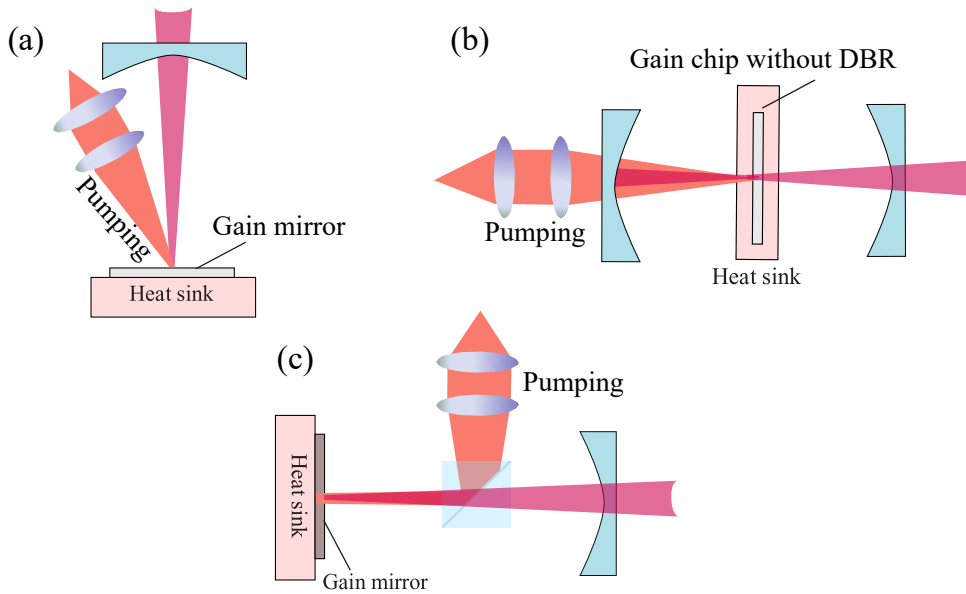 (a)
Pumping
Gain mirror
Heat sink
(b)
Gain chip without DBR
Pumping
Heat sink
(c)
Pumping
Heat sink
Gain mirror